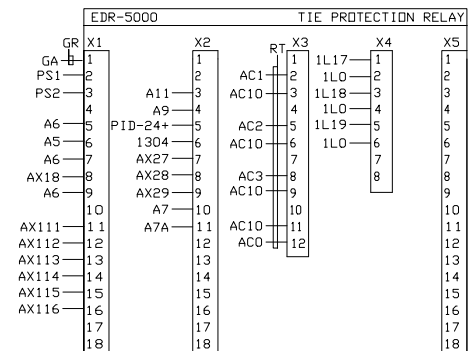 EDR-5000 TIE PROTECTION RELAY
GR X1 X2 RT X3 X4 X5
GA 1 1 1 1L17 1 1
PS1 2 2 AC1 2 1L0 2 2
PS2 3 A11 3 AC10 3 1L18 3 3
4 A9 4 4 1L0 4 4
A6 5 PID-24+ 5 AC2 5 1L19 5 5
A5 6 1304 6 AC10 6 1L0 6 6
A6 7 AX27 7 7 7 7
AX18 8 AX28 8 AC3 8 8 8
A6 9 AX29 9 AC10 9 9
10 A7 10 10 10
AX111 11 A7A 11 AC10 11 11
AX112 12 12 AC0 12 12
AX113 13 13 13
AX114 14 14 14
AX115 15 15 15
AX116 16 16 16
17 17 17
18 18 18